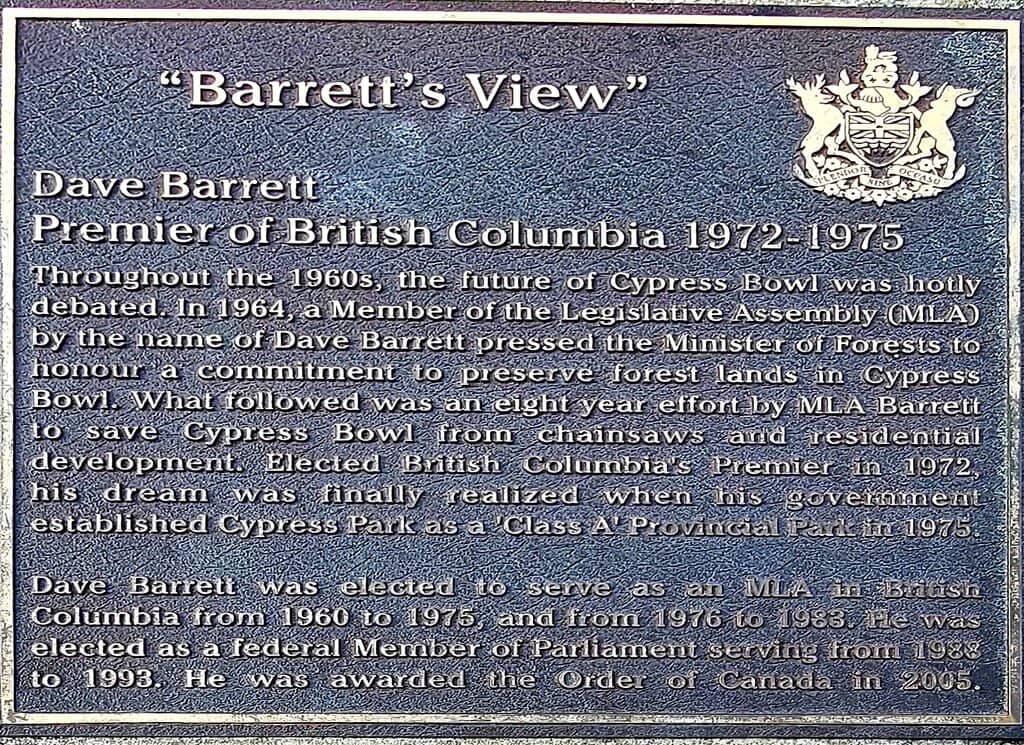 “Barrett’s View”
SPLENDOR SINE OCCASU
Dave Barrett
Premier of British Columbia 1972-1975
Throughout the 1960s, the future of Cypress Bowl was hotly
debated. In 1964, a Member of the Legislative Assembly (MLA)
by the name of Dave Barrett pressed the Minister of Forests to
honour a commitment to preserve forest lands in Cypress
Bowl. What followed was an eight year effort by MLA Barrett
to save Cypress Bowl from chainsaws and residential
development. Elected British Columbia's Premier in 1972,
his dream was finally realized when his government
established Cypress Park as a 'Class A' Provincial Park in 1975.
Dave Barrett was elected to serve as an MLA in British
Columbia from 1960 to 1975, and from 1976 to 1983. He was
elected as a federal Member of Parliament serving from 1988
to 1993. He was awarded the Order of Canada in 2005.